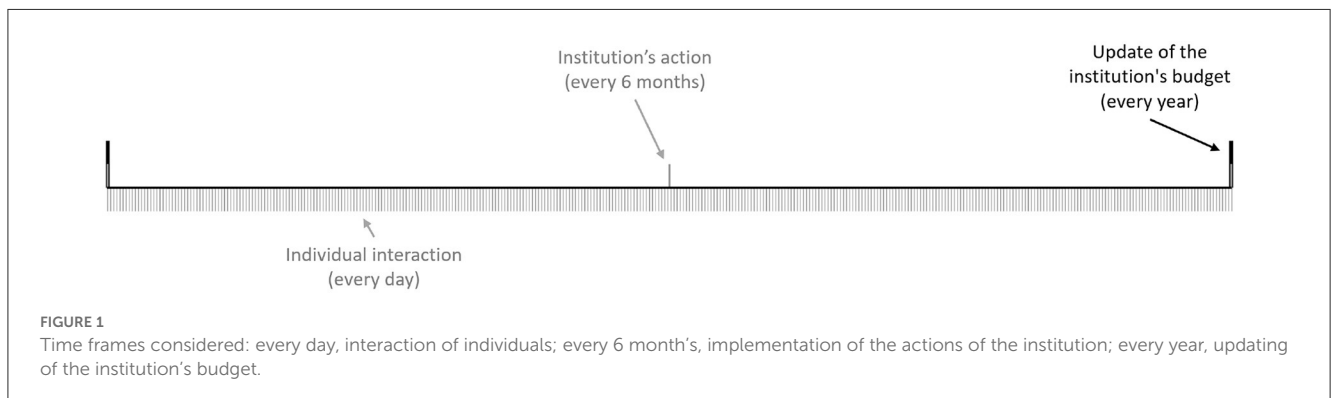 Institution's action
(every 6 months)
Update of the
institution's budget
(every year)
Individual interaction
(every day)
FIGURE 1
Time frames considered: every day, interaction of individuals; every 6 month's, implementation of the actions of the institution; every year, updating
of the institution's budget.